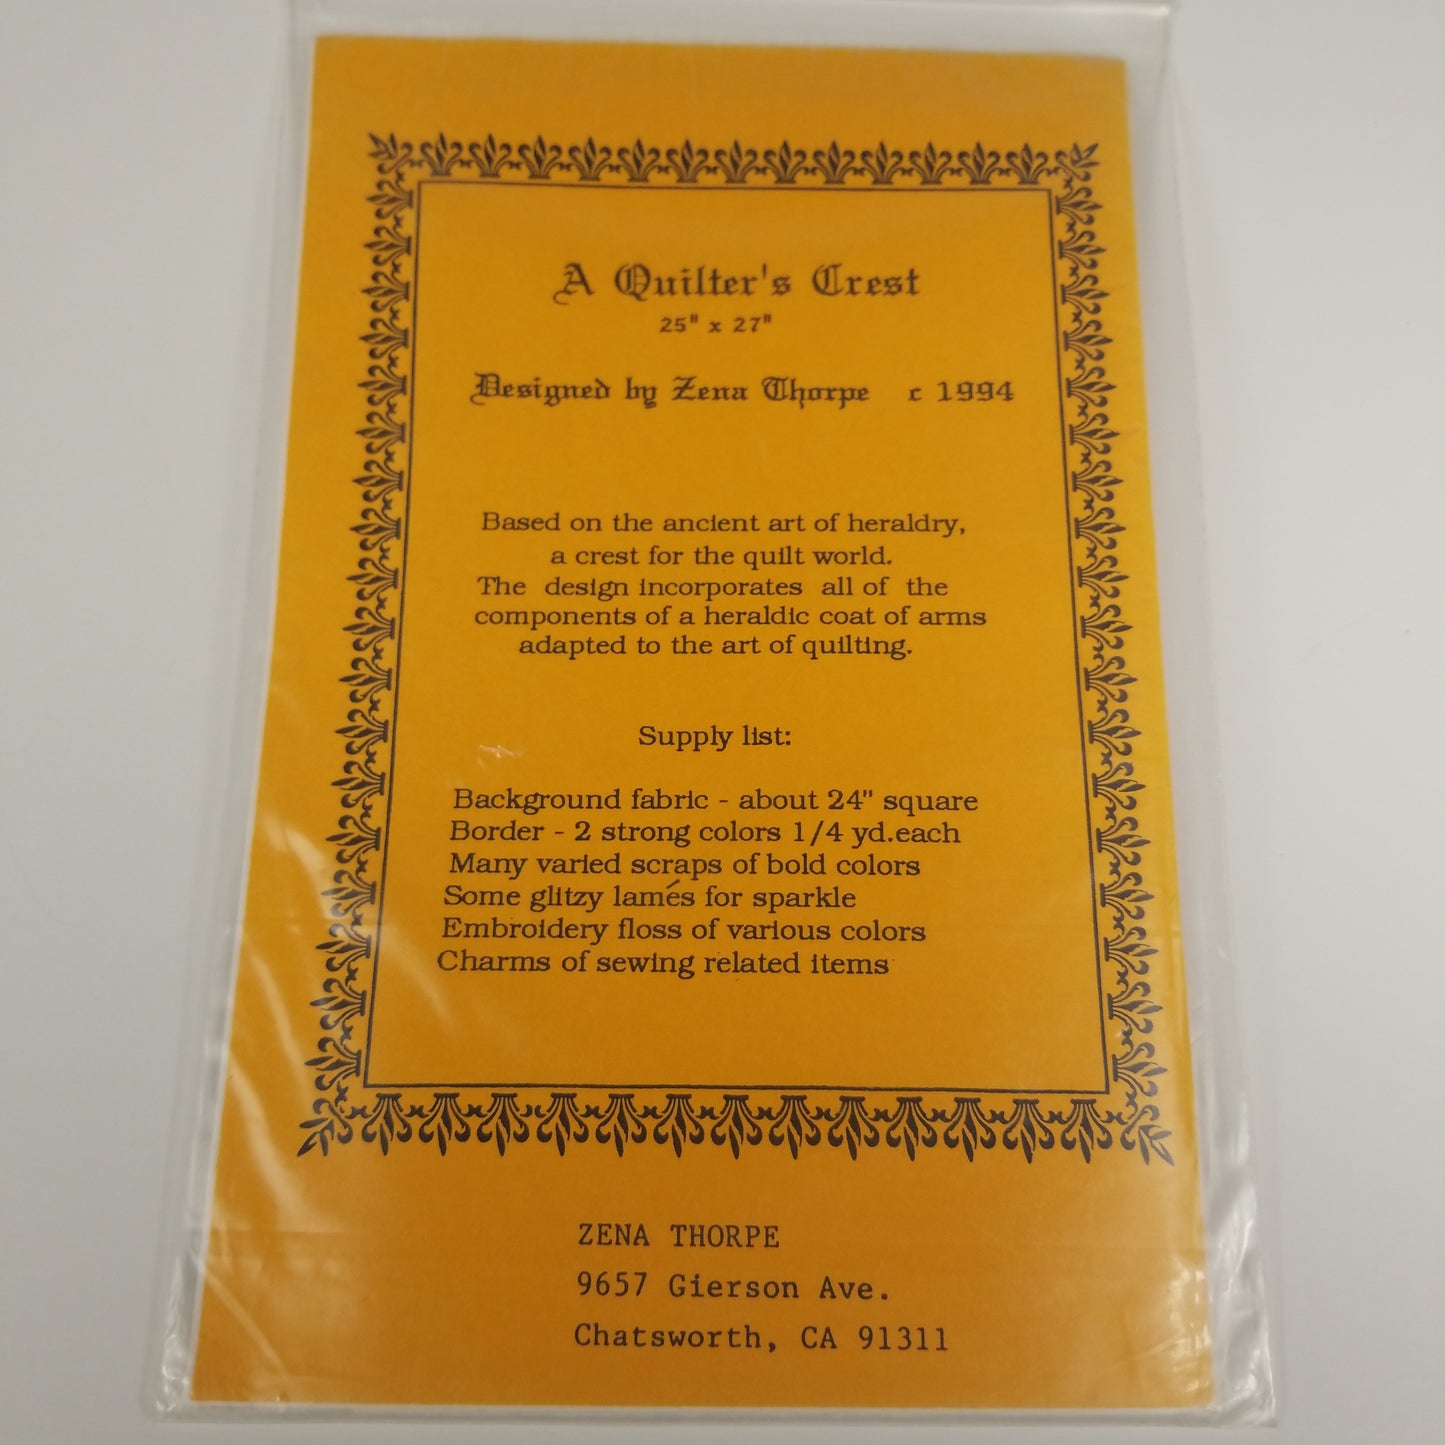 A Quilter's Crest
25" x 27"
Designed by Zena Thorpe c 1994
Based on the ancient art of heraldry,
a crest for the quilt world.
The design incorporates all of the
components of a heraldic coat of arms
adapted to the art of quilting.
Supply list:
Background fabric - about 24" square
Border - 2 strong colors 1/4 yd.each
Many varied scraps of bold colors
Some glitzy lamés for sparkle
Embroidery floss of various colors
Charms of sewing related items
ZENA THORPE
9657 Gierson Ave.
Chatsworth, CA 91311